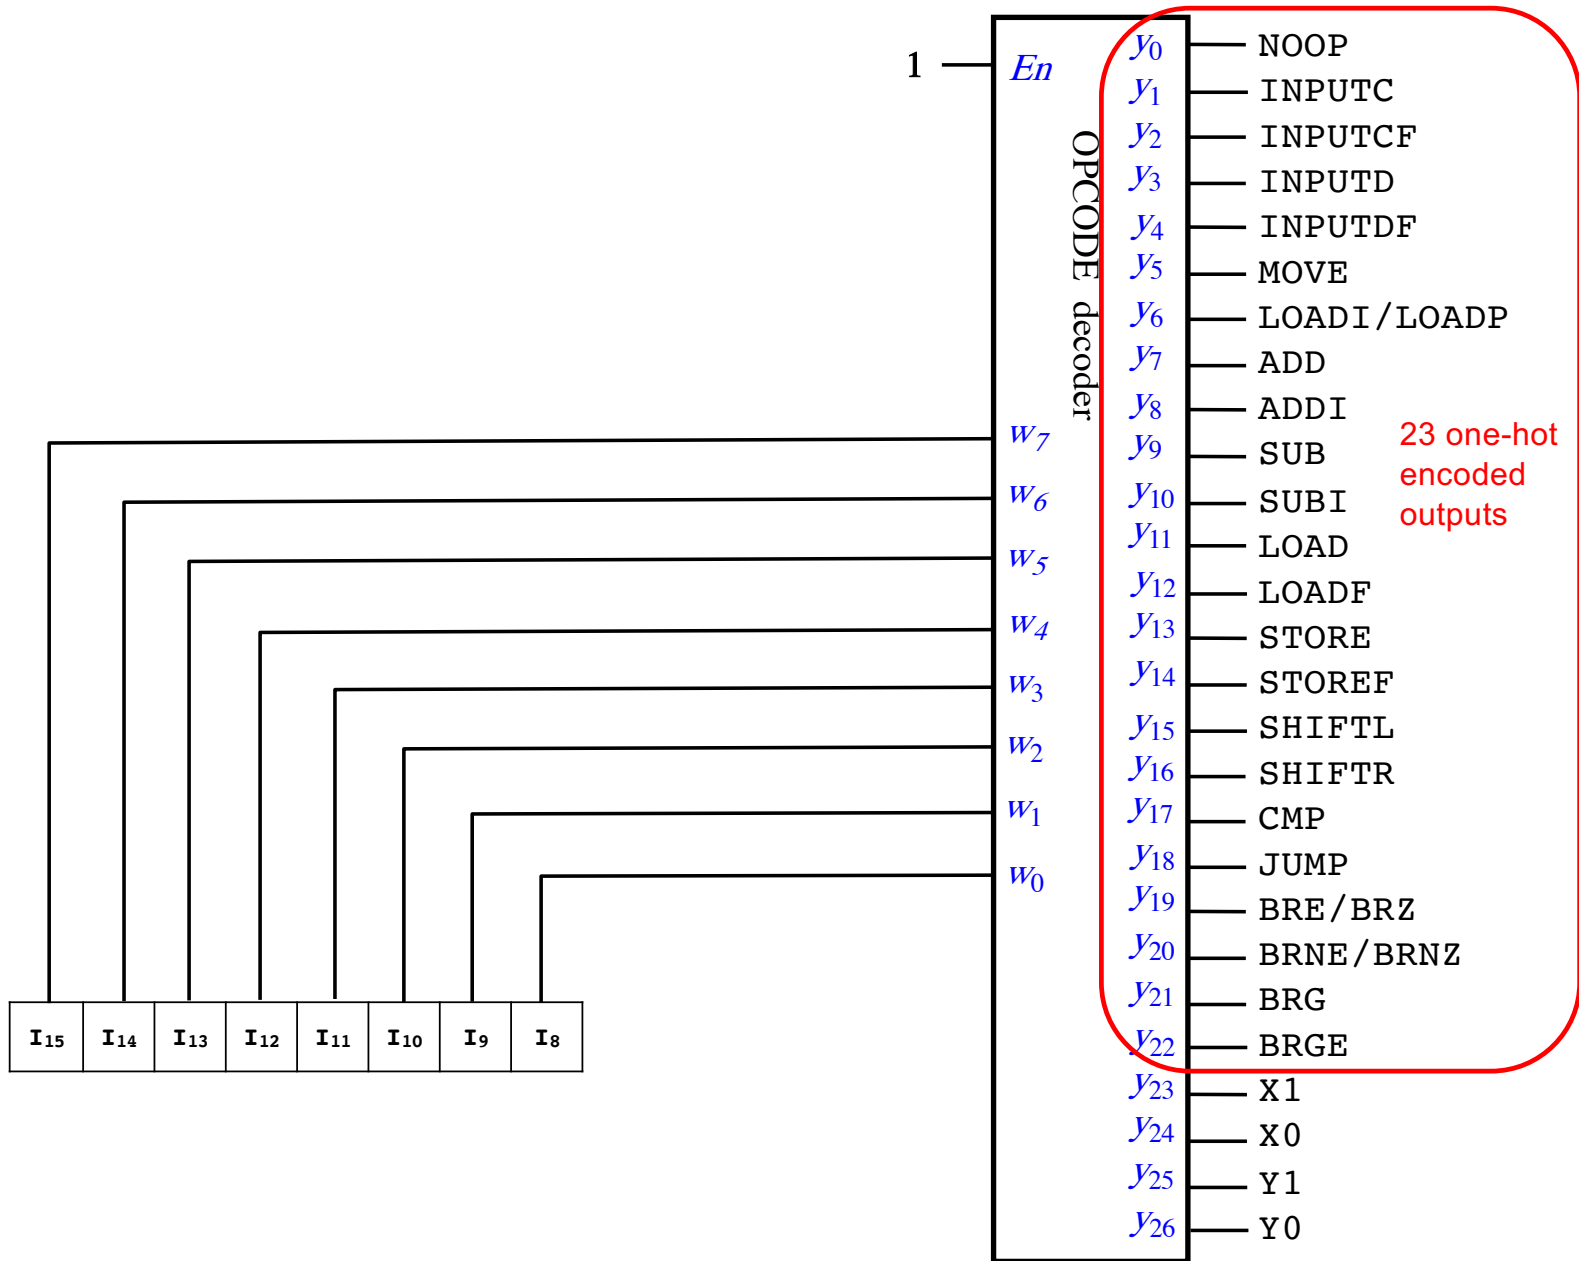 1
En
OPCODE decoder
y0 NOOP
y1 INPUTC
y2 INPUTCF
y3 INPUTD
y4 INPUTDF
y5 MOVE
y6 LOADI/LOADP
y7 ADD
y8 ADDI
y9 SUB
y10 SUBI
y11 LOAD
y12 LOADF
y13 STORE
y14 STOREF
y15 SHIFTL
y16 SHIFTR
y17 CMP
y18 JUMP
y19 BRE/BRZ
y20 BRNE/BRNZ
y21 BRG
y22 BRGE
y23 X1
y24 X0
y25 Y1
y26 Y0
23 one-hot
encoded
outputs
w7
w6
w5
w4
w3
w2
w1
w0
I15 I14 I13 I12 I11 I10 I9 I8